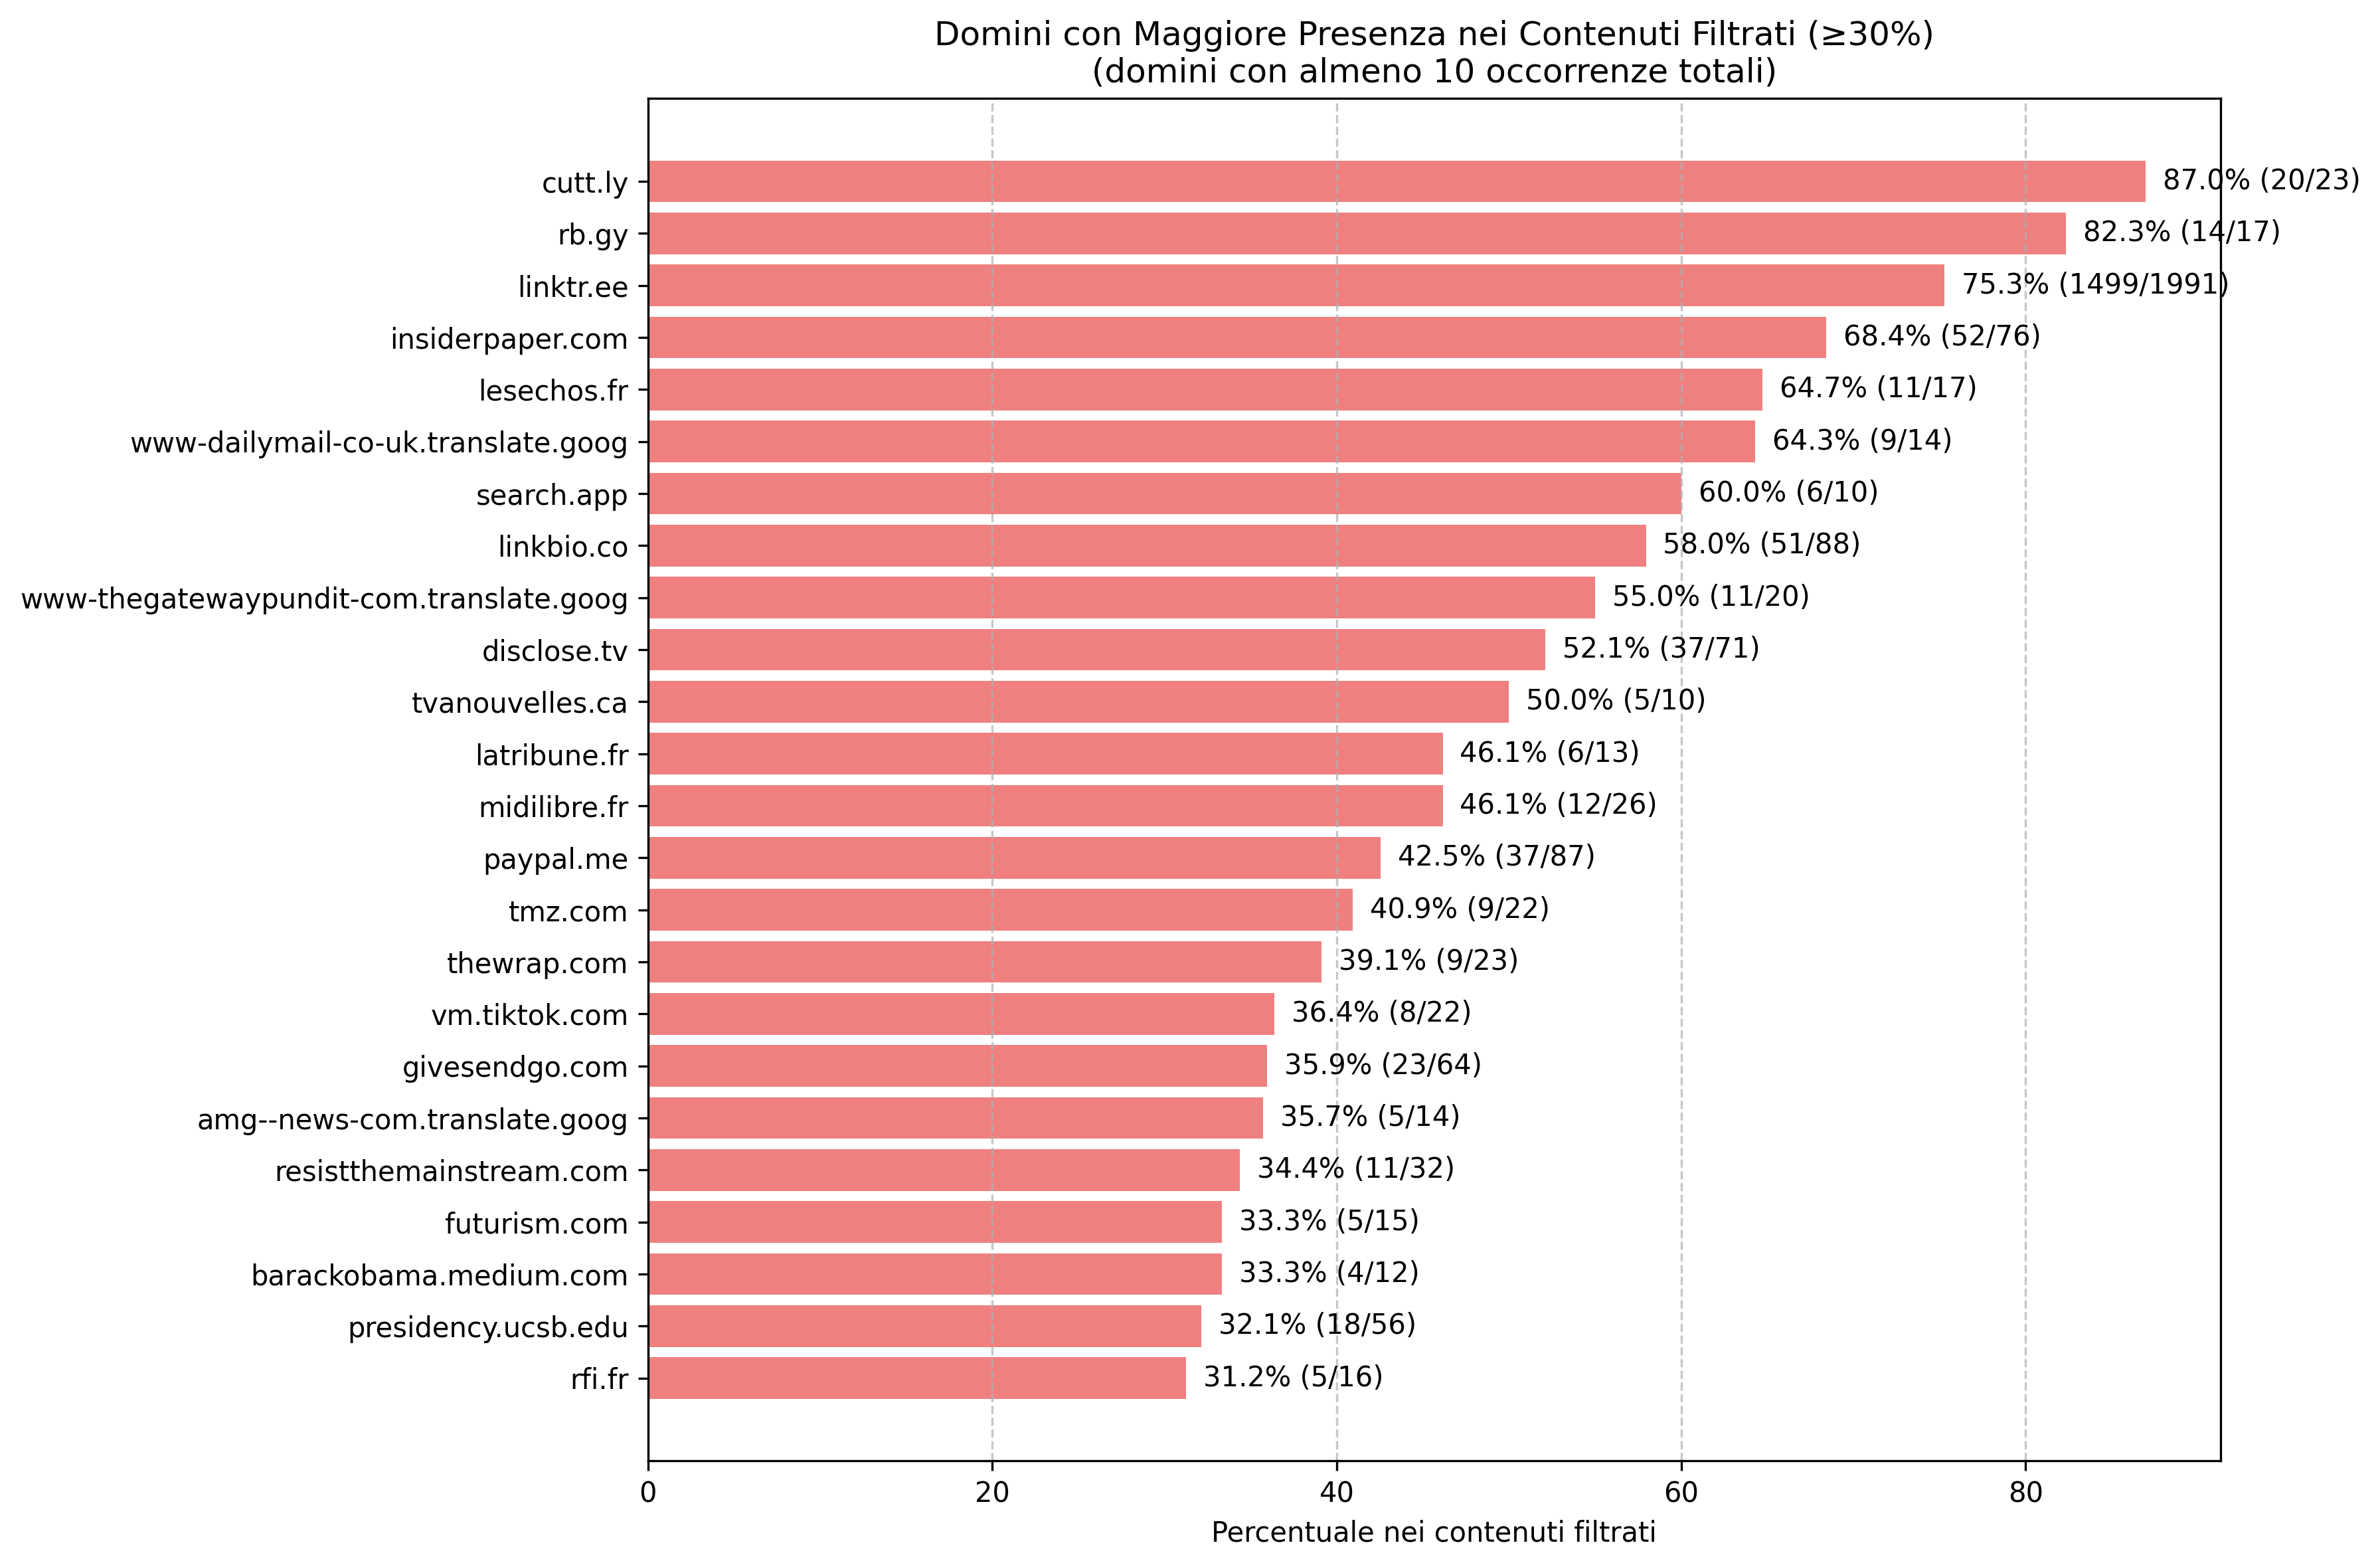 Domini con Maggiore Presenza nei Contenuti Filtrati (≥30%)
(domini con almeno 10 occorrenze totali)
cutt.ly 87.0% (20/23)
rb.gy 82.3% (14/17)
linktr.ee 75.3% (1499/1991)
insiderpaper.com 68.4% (52/76)
lesechos.fr 64.7% (11/17)
www-dailymail-co-uk.translate.goog 64.3% (9/14)
search.app 60.0% (6/10)
linkbio.co 58.0% (51/88)
www-thegatewaypundit-com.translate.goog 55.0% (11/20)
disclose.tv 52.1% (37/71)
tvanouvelles.ca 50.0% (5/10)
latribune.fr 46.1% (6/13)
midilibre.fr 46.1% (12/26)
paypal.me 42.5% (37/87)
tmz.com 40.9% (9/22)
thewrap.com 39.1% (9/23)
vm.tiktok.com 36.4% (8/22)
givesendgo.com 35.9% (23/64)
amg--news-com.translate.goog 35.7% (5/14)
resistthemainstream.com 34.4% (11/32)
futurism.com 33.3% (5/15)
barackobama.medium.com 33.3% (4/12)
presidency.ucsb.edu 32.1% (18/56)
rfi.fr 31.2% (5/16)
0 20 40 60 80
Percentuale nei contenuti filtrati